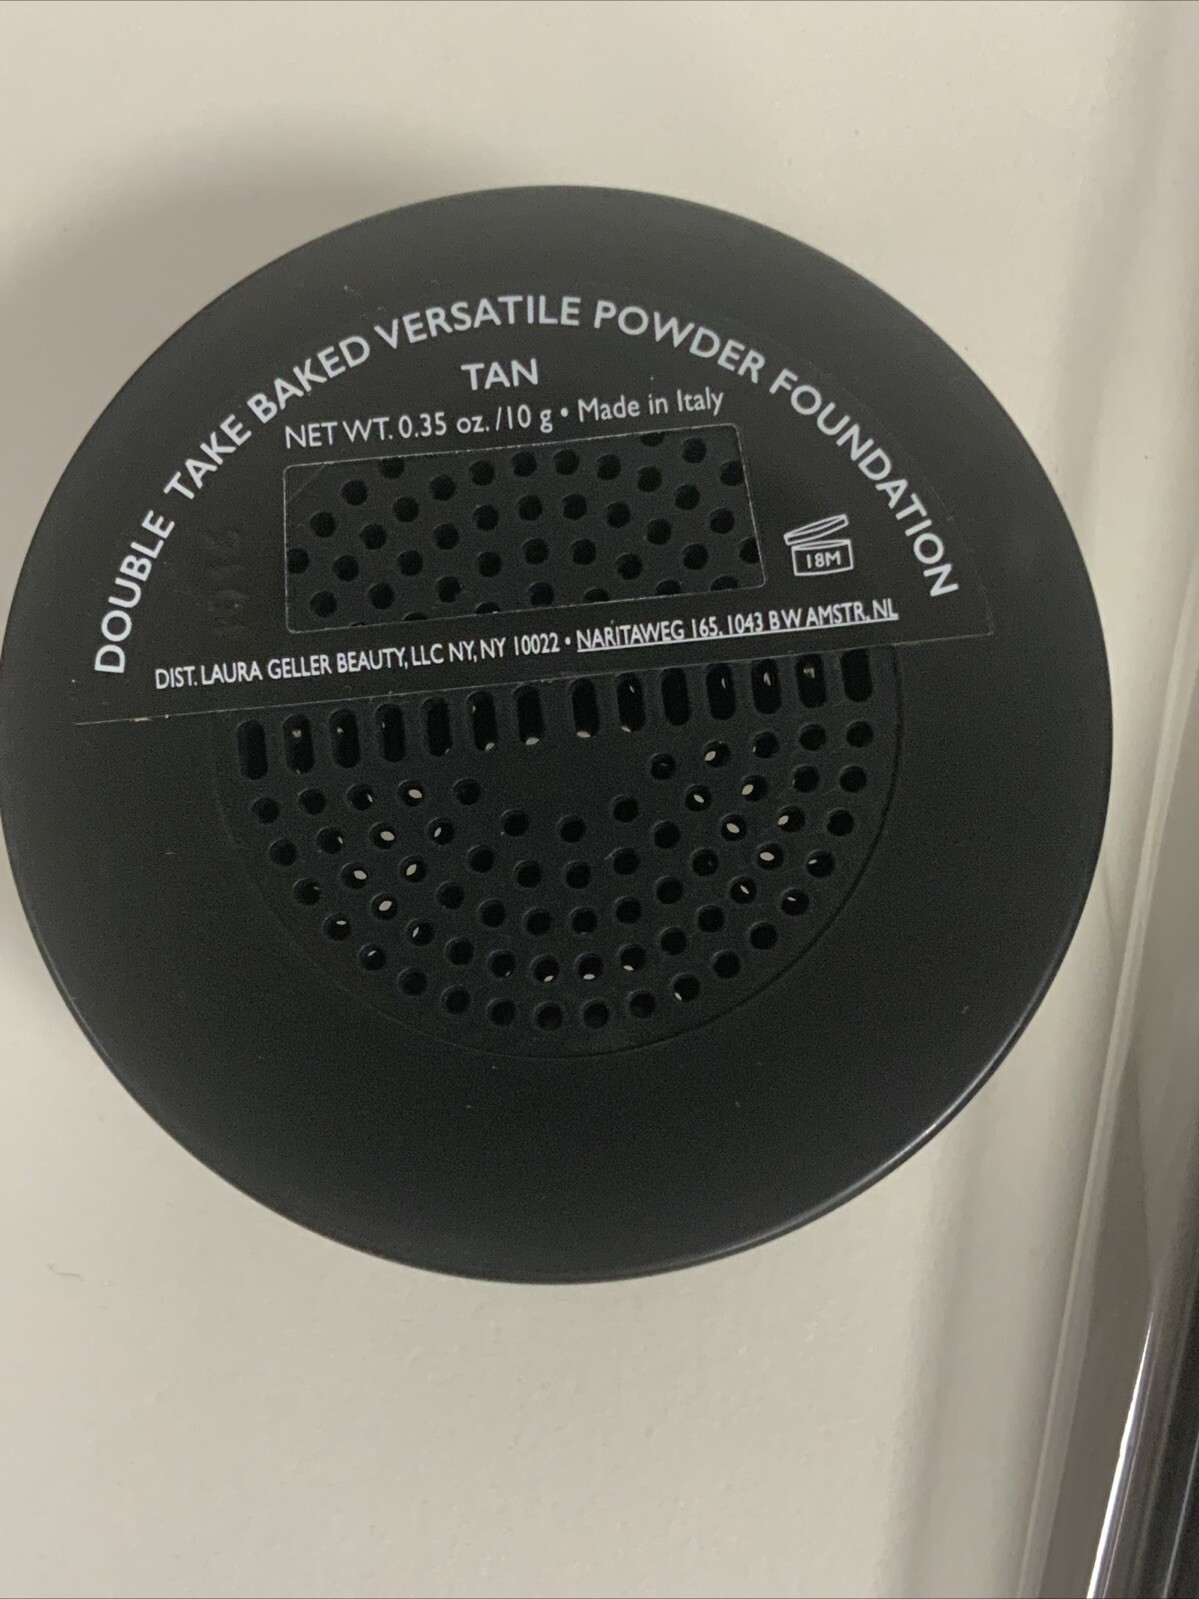 DOUBLE TAKE BAKED VERSATILE POWDER FOUNDATION
TAN
NET WT. 0.35 oz./10 g • Made in Italy
18M
DIST. LAURA GELLER BEAUTY, LLC NY, NY 10022 • NARITAWEG 165, 1043 BW AMSTR. NL